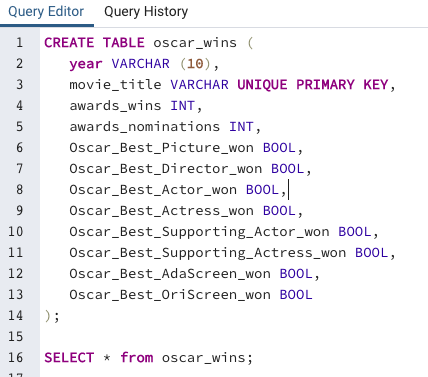 Query Editor Query History
1 CREATE TABLE oscar_wins (
2 year VARCHAR (10),
3 movie_title VARCHAR UNIQUE PRIMARY KEY,
4 awards_wins INT,
5 awards_nominations INT,
6 Oscar_Best_Picture_won BOOL,
7 Oscar_Best_Director_won BOOL,
8 Oscar_Best_Actor_won BOOL,
9 Oscar_Best_Actress_won BOOL,
10 Oscar_Best_Supporting_Actor_won BOOL,
11 Oscar_Best_Supporting_Actress_won BOOL,
12 Oscar_Best_AdaScreen_won BOOL,
13 Oscar_Best_OriScreen_won BOOL
14 );
15
16 SELECT * from oscar_wins;
17